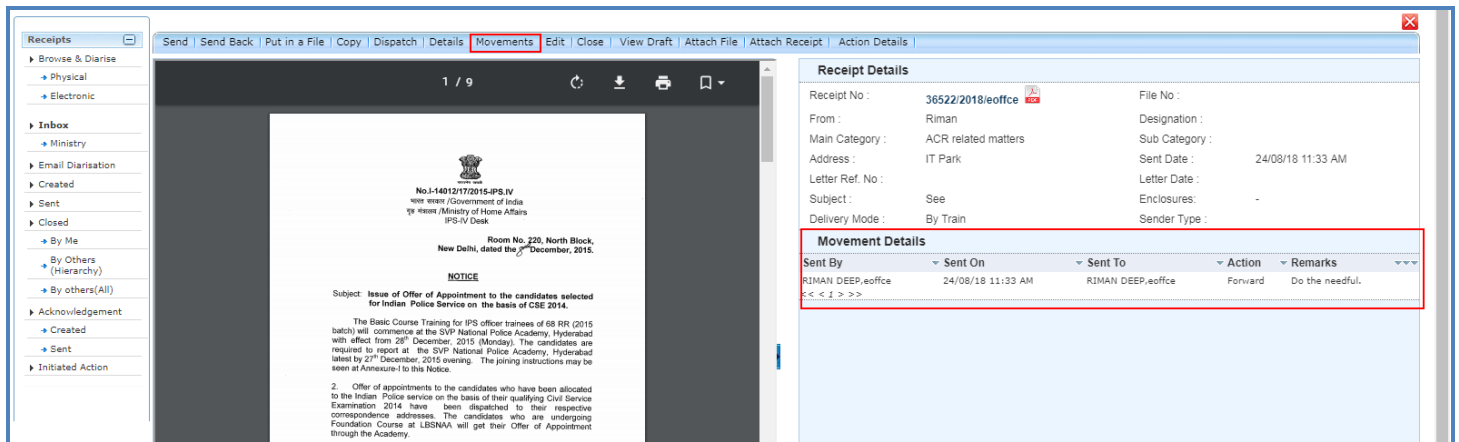 Receipts
Browse & Diarise
Physical
Electronic
Inbox
Ministry
Email Diarisation
Created
Sent
Closed
By Me
By Others
(Hierarchy)
By others(All)
Acknowledgement
Created
Sent
Initiated Action
Send | Send Back | Put in a File | Copy | Dispatch | Details | Movements | Edit | Close | View Draft | Attach File | Attach Receipt | Action Details |
1 / 9
No.I-14012/17/2015-IPS.IV
भारत सरकार /Government of India
गृह मंत्रालय /Ministry of Home Affairs
IPS-IV Desk
Room No. 220, North Block,
New Delhi, dated the 8th December, 2015.
NOTICE
Subject: Issue of Offer of Appointment to the candidates selected
for Indian Police Service on the basis of CSE 2014.
The Basic Course Training for IPS officer trainees of 68 RR (2015
batch) will commence at the SVP National Police Academy, Hyderabad
with effect from 28th December, 2015 (Monday). The candidates are
required to report at the SVP National Police Academy, Hyderabad
latest by 27th December, 2015 evening. The joining instructions may be
seen at Annexure-I to this Notice.
2. Offer of appointments to the candidates who have been allocated
to the Indian Police service on the basis of their qualifying Civil Service
Examination 2014 have been dispatched to their respective
correspondence addresses. The candidates who are undergoing
Foundation Course at LBSNAA will get their Offer of Appointment
through the Academy.
Receipt Details
Receipt No : 36522/2018/eoffce PDF File No :
From : Riman Designation :
Main Category : ACR related matters Sub Category :
Address : IT Park Sent Date : 24/08/18 11:33 AM
Letter Ref. No : Letter Date :
Subject : See Enclosures: -
Delivery Mode : By Train Sender Type :
Movement Details
Sent By Sent On Sent To Action Remarks
RIMAN DEEP,eoffce 24/08/18 11:33 AM RIMAN DEEP,eoffce Forward Do the needful.
<< < 1 > >>